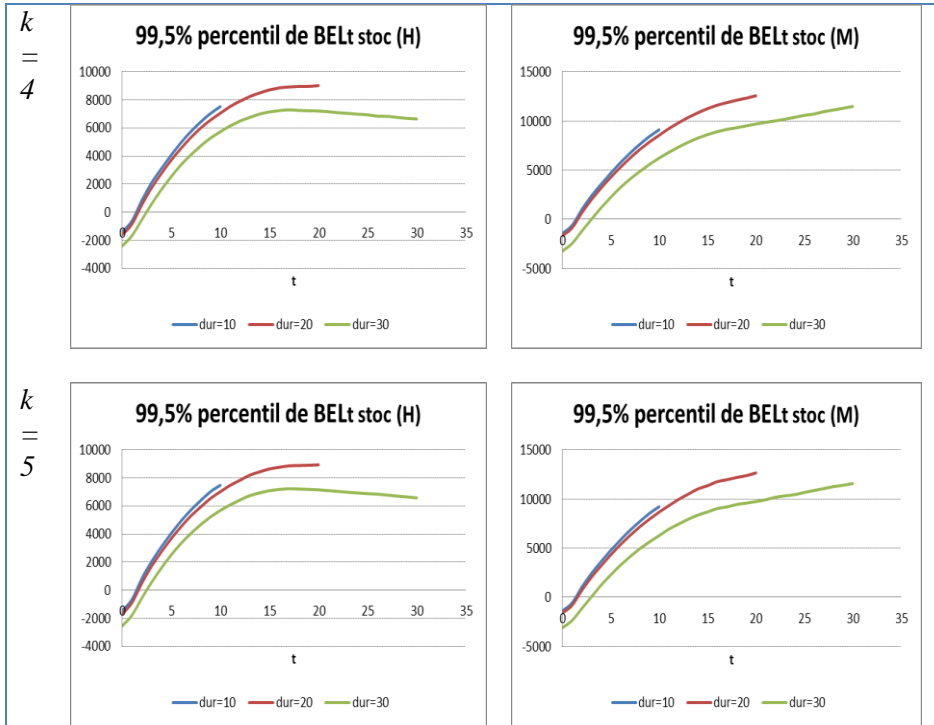 k
=
4
99,5% percentil de BELt stoc (H)
10000
8000
6000
4000
2000
0
-2000
-4000
0 5 10 15 20 25 30 35
t
dur=10 dur=20 dur=30
99,5% percentil de BELt stoc (M)
15000
10000
5000
0
-5000
0 5 10 15 20 25 30 35
t
dur=10 dur=20 dur=30
k
=
5
99,5% percentil de BELt stoc (H)
10000
8000
6000
4000
2000
0
-2000
-4000
0 5 10 15 20 25 30 35
t
dur=10 dur=20 dur=30
99,5% percentil de BELt stoc (M)
15000
10000
5000
0
-5000
0 5 10 15 20 25 30 35
t
dur=10 dur=20 dur=30